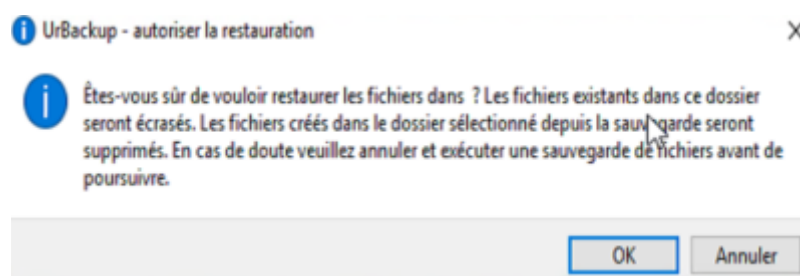 UrBackup - autoriser la restauration
Êtes-vous sûr de vouloir restaurer les fichiers dans ? Les fichiers existants dans ce dossier
seront écrasés. Les fichiers créés dans le dossier sélectionné depuis la sauvegarde seront
supprimés. En cas de doute veuillez annuler et exécuter une sauvegarde de fichiers avant de
poursuivre.
OK
Annuler